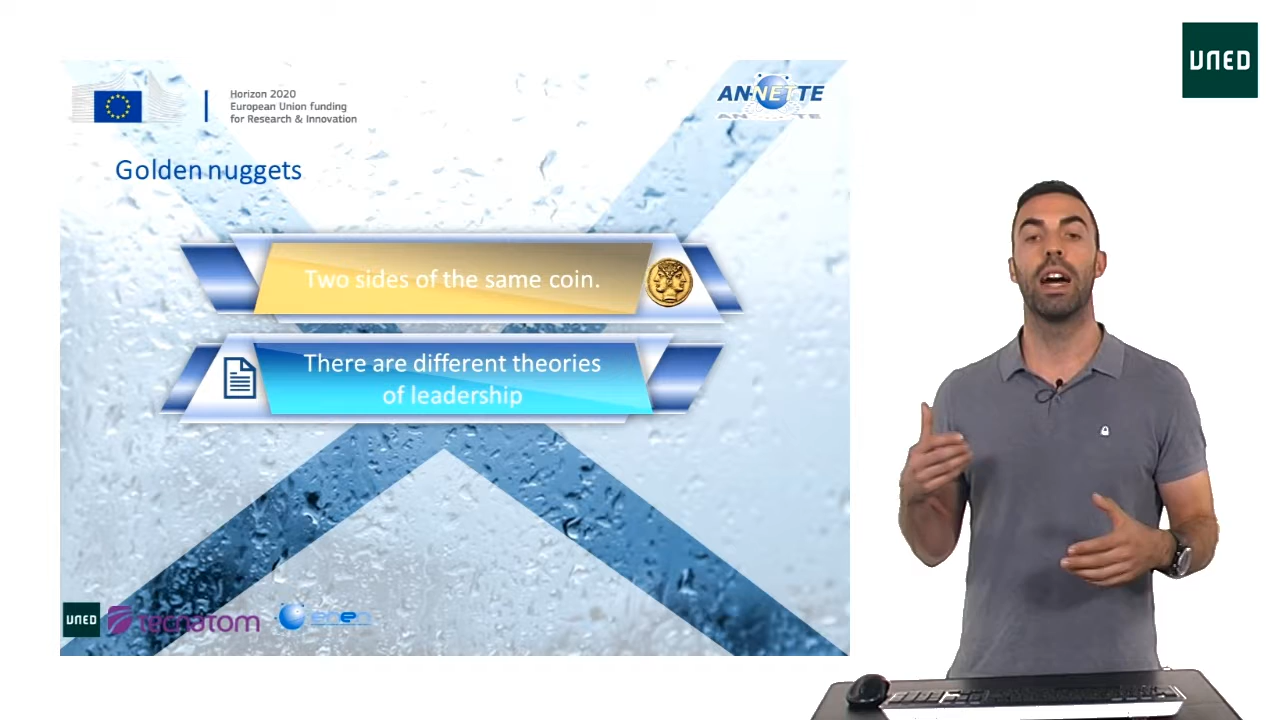 UNED
Horizon 2020
European Union funding
for Research & Innovation
ANNETTE
Golden nuggets
Two sides of the same coin.
There are different theories
of leadership
UNED
tecnatom
enen